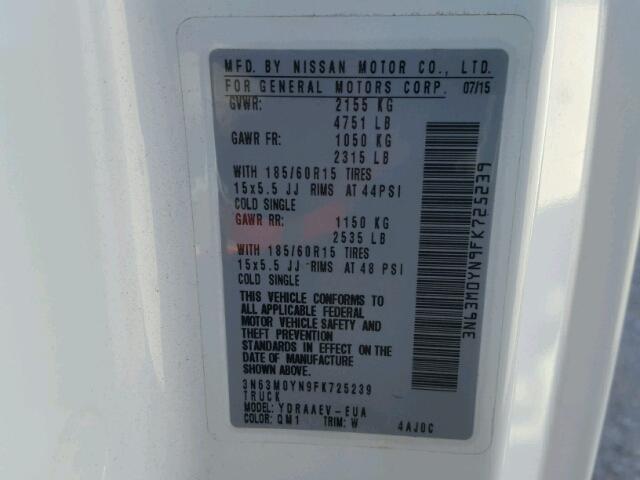 MFD. BY NISSAN MOTOR CO., LTD.
FOR GENERAL MOTORS CORP. 07/15
GVWR: 2155 KG
4751 LB
GAWR FR: 1050 KG
2315 LB
WITH 185/60R15 TIRES
15x5.5 JJ RIMS AT 44PSI
COLD SINGLE
GAWR RR: 1150 KG
2535 LB
WITH 185/60R15 TIRES
15x5.5 JJ RIMS AT 48 PSI
COLD SINGLE
THIS VEHICLE CONFORMS TO
ALL APPLICABLE FEDERAL
MOTOR VEHICLE SAFETY AND
THEFT PREVENTION
STANDARDS IN EFFECT ON THE
DATE OF MANUFACTURE
SHOWN ABOVE.
3N63M0YN9FK725239
TRUCK
MODEL: YDRAAEV-EUA
COLOR: QM1 TRIM: W 4AJ0C
3N63M0YN9FK725239